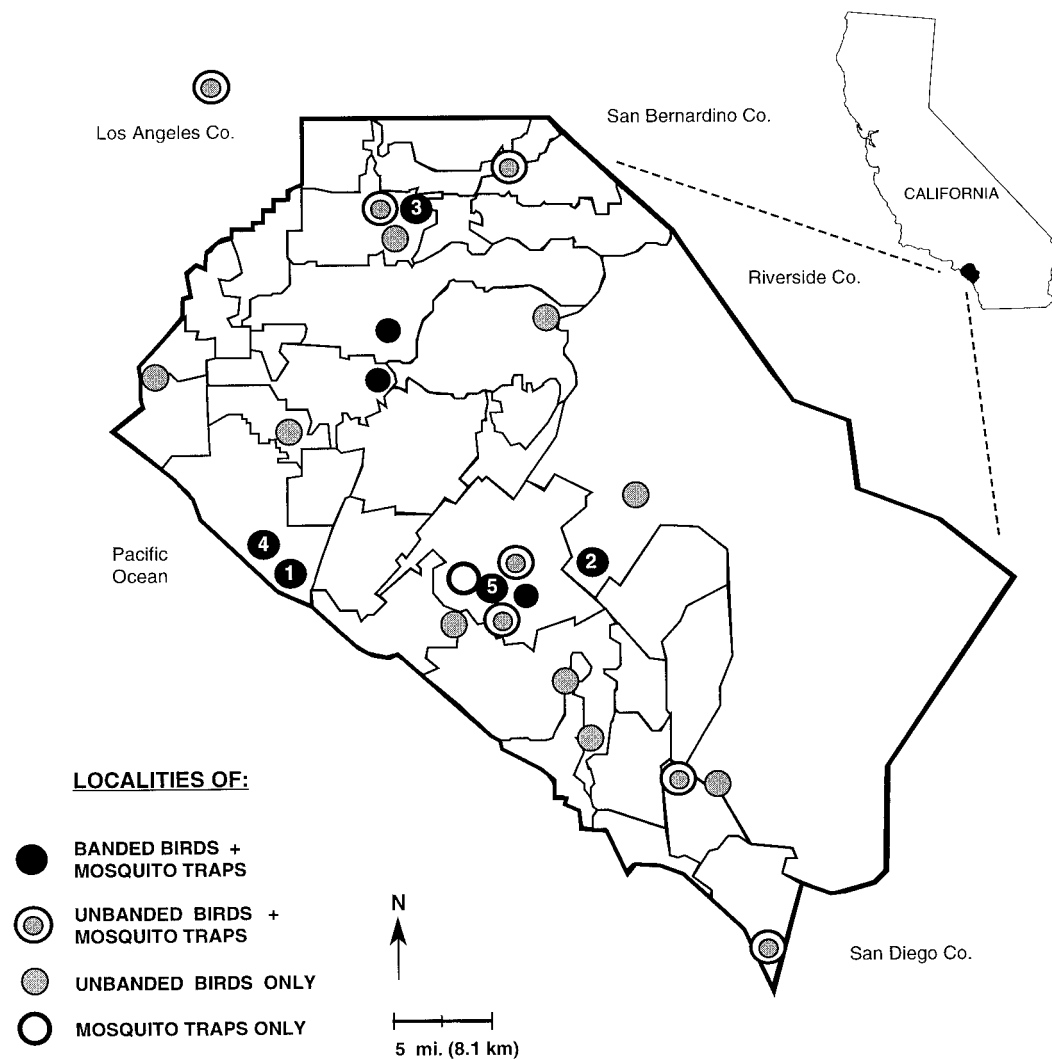 Los Angeles Co.
San Bernardino Co.
CALIFORNIA
3
Riverside Co.
Pacific
Ocean
4
1
2
5
LOCALITIES OF:
BANDED BIRDS +
MOSQUITO TRAPS
UNBANDED BIRDS +
MOSQUITO TRAPS
UNBANDED BIRDS ONLY
MOSQUITO TRAPS ONLY
N
5 mi. (8.1 km)
San Diego Co.